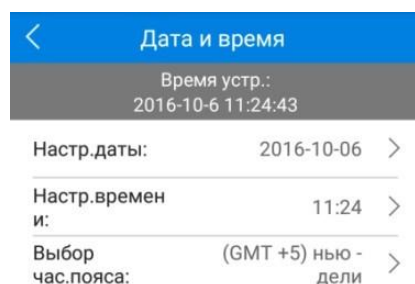 Дата и время
Время устр.:
2016-10-6 11:24:43
Настр.даты: 2016-10-06
Настр.времен
и: 11:24
Выбор (GMT +5) нью -
час.пояса: дели